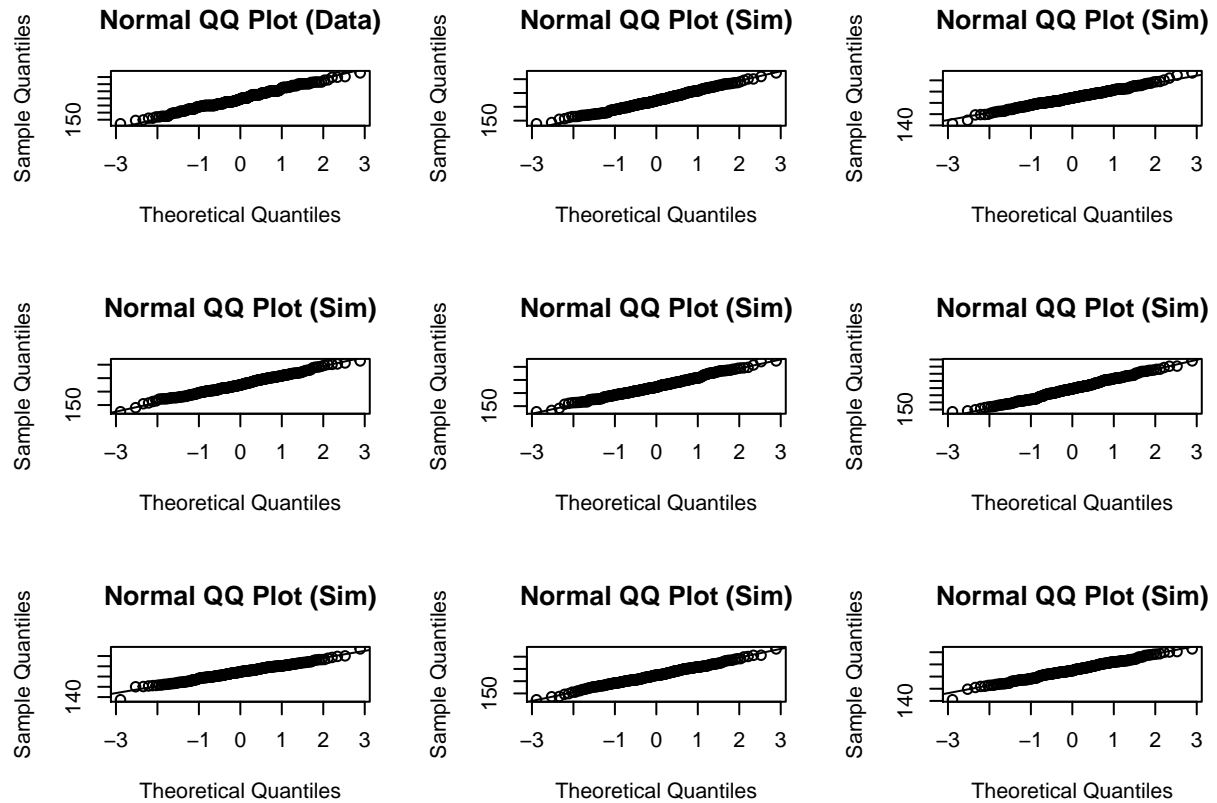 Normal QQ Plot (Data)
Sample Quantiles
150
−3 −1 0 1 2 3
Theoretical Quantiles
Normal QQ Plot (Sim)
Sample Quantiles
150
−3 −1 0 1 2 3
Theoretical Quantiles
Normal QQ Plot (Sim)
Sample Quantiles
140
−3 −1 0 1 2 3
Theoretical Quantiles
Normal QQ Plot (Sim)
Sample Quantiles
150
−3 −1 0 1 2 3
Theoretical Quantiles
Normal QQ Plot (Sim)
Sample Quantiles
150
−3 −1 0 1 2 3
Theoretical Quantiles
Normal QQ Plot (Sim)
Sample Quantiles
150
−3 −1 0 1 2 3
Theoretical Quantiles
Normal QQ Plot (Sim)
Sample Quantiles
140
−3 −1 0 1 2 3
Theoretical Quantiles
Normal QQ Plot (Sim)
Sample Quantiles
150
−3 −1 0 1 2 3
Theoretical Quantiles
Normal QQ Plot (Sim)
Sample Quantiles
140
−3 −1 0 1 2 3
Theoretical Quantiles